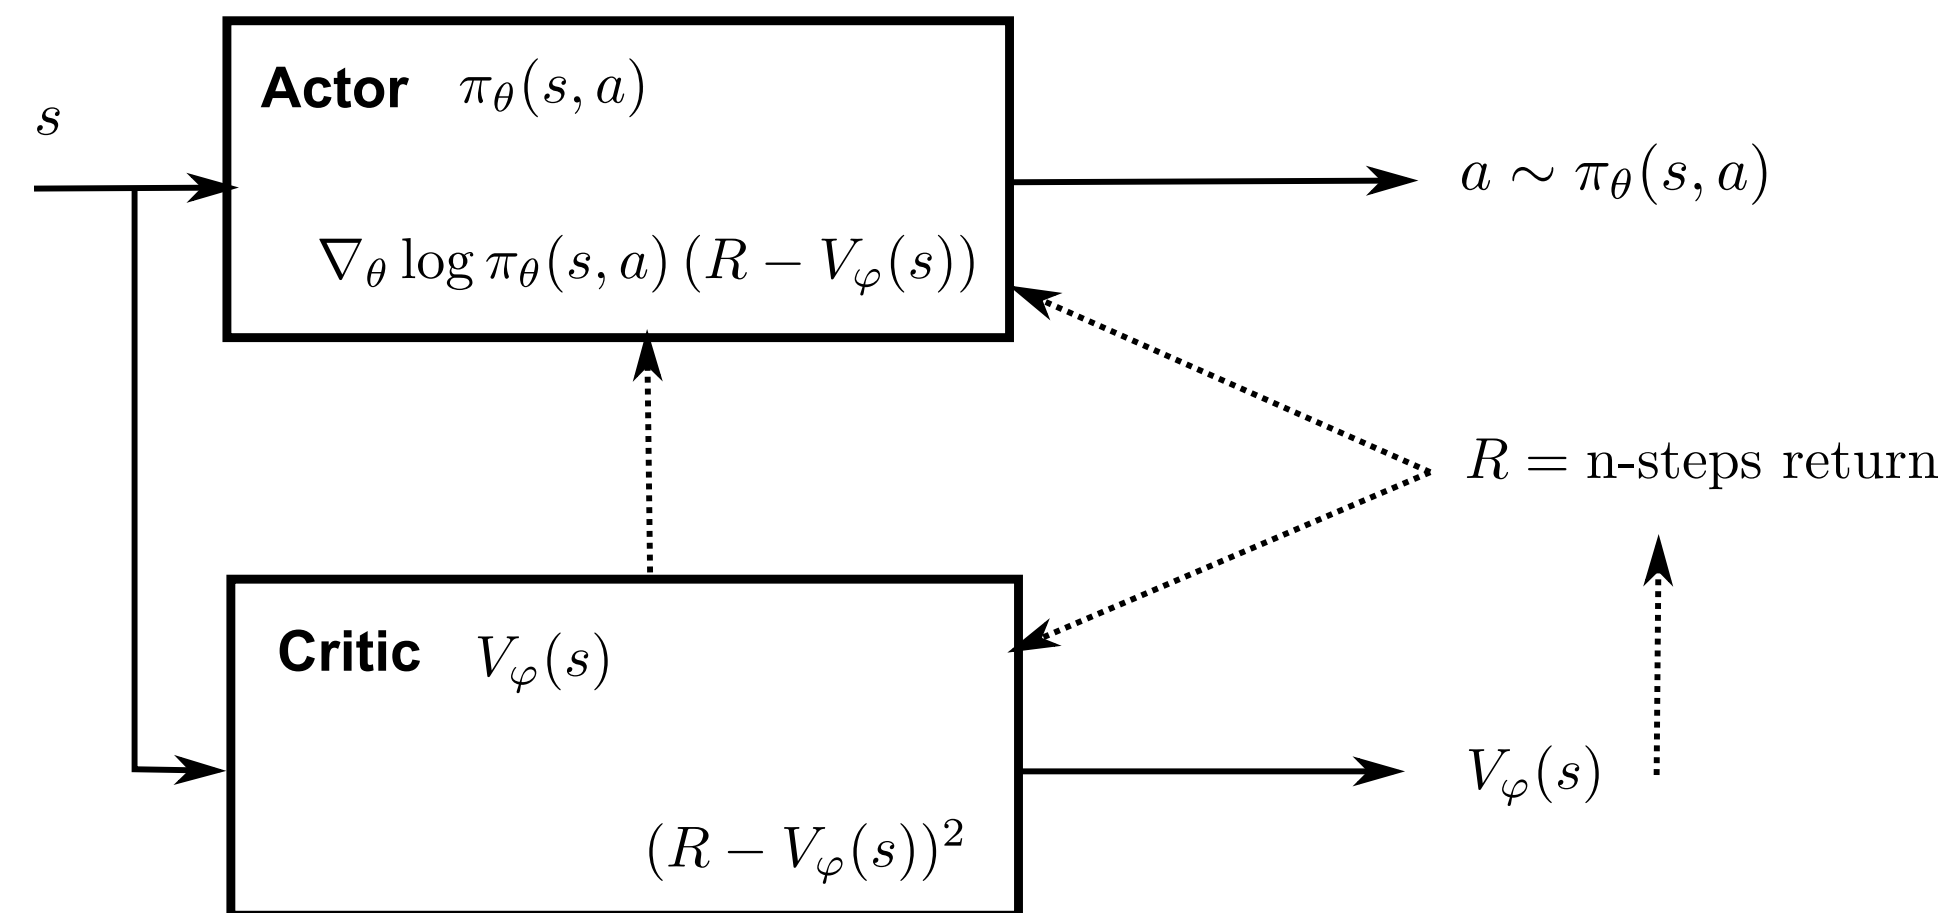 s
Actor π_θ(s, a)
a ∼ π_θ(s, a)
∇_θ log π_θ(s, a) (R − V_φ(s))
R = n-steps return
Critic V_φ(s)
V_φ(s)
(R − V_φ(s))²